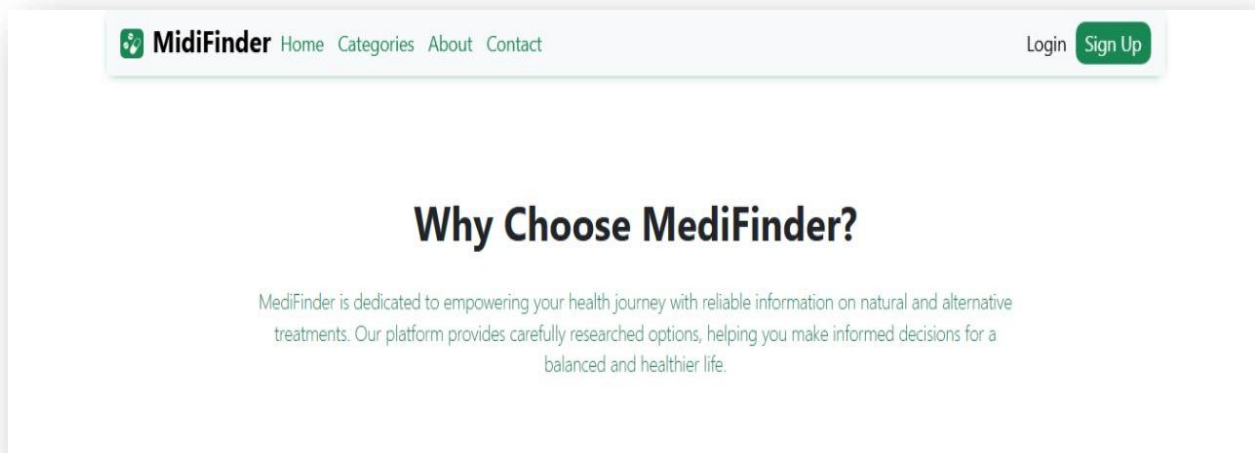 MidiFinder Home Categories About Contact Login Sign Up
Why Choose MediFinder?
MediFinder is dedicated to empowering your health journey with reliable information on natural and alternative
treatments. Our platform provides carefully researched options, helping you make informed decisions for a
balanced and healthier life.